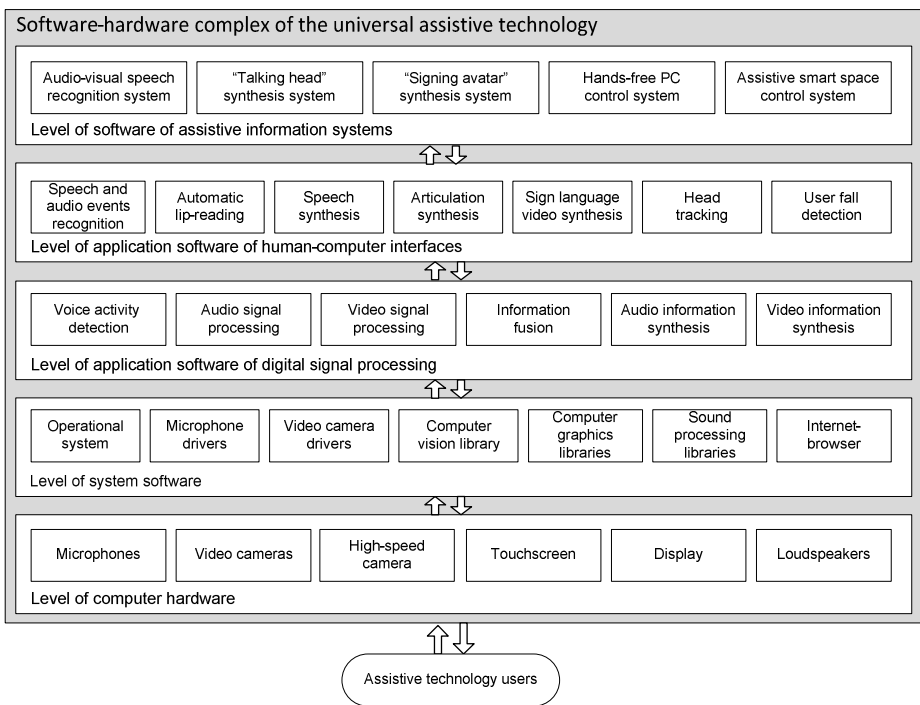 Software-hardware complex of the universal assistive technology
Audio-visual speech
recognition system
“Talking head”
synthesis system
“Signing avatar”
synthesis system
Hands-free PC
control system
Assistive smart space
control system
Level of software of assistive information systems
Speech and
audio events
recognition
Automatic
lip-reading
Speech
synthesis
Articulation
synthesis
Sign language
video synthesis
Head
tracking
User fall
detection
Level of application software of human-computer interfaces
Voice activity
detection
Audio signal
processing
Video signal
processing
Information
fusion
Audio information
synthesis
Video information
synthesis
Level of application software of digital signal processing
Operational
system
Microphone
drivers
Video camera
drivers
Computer
vision library
Computer
graphics
libraries
Sound
processing
libraries
Internet-
browser
Level of system software
Microphones
Video cameras
High-speed
camera
Touchscreen
Display
Loudspeakers
Level of computer hardware
Assistive technology users